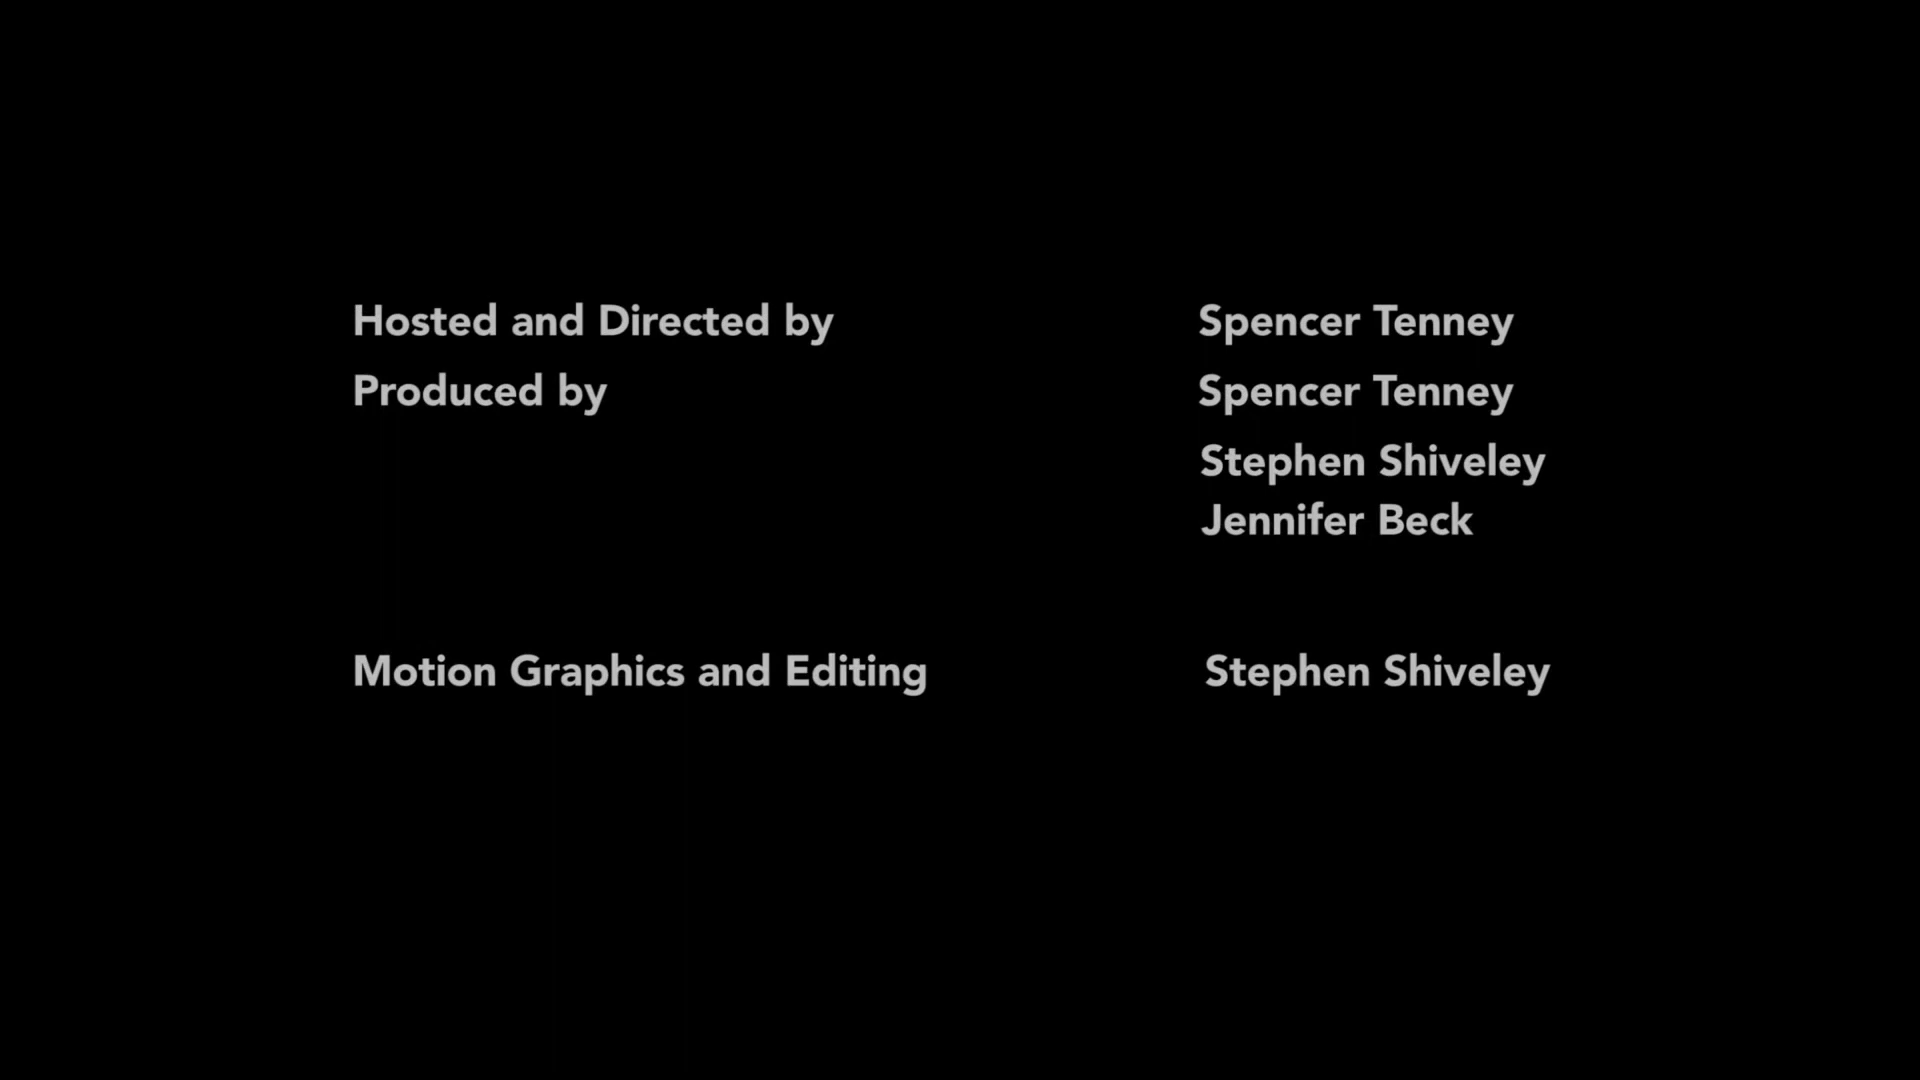 Hosted and Directed by Spencer Tenney
Produced by Spencer Tenney
Stephen Shiveley
Jennifer Beck
Motion Graphics and Editing Stephen Shiveley